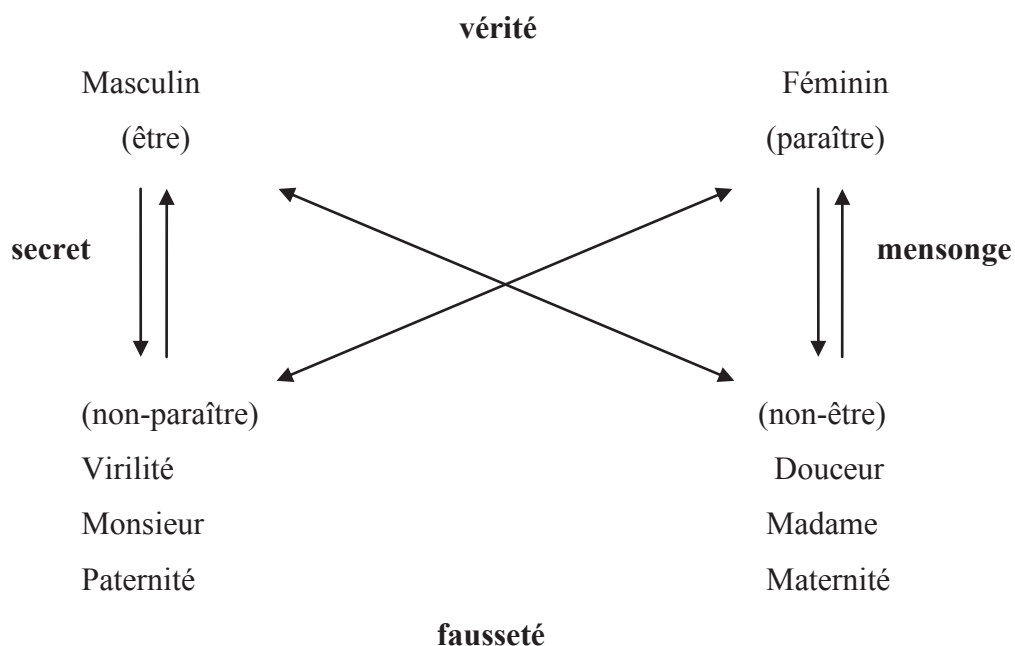 vérité
Masculin Féminin
(être) (paraître)
secret mensonge
(non-paraître) (non-être)
Virilité Douceur
Monsieur Madame
Paternité Maternité
fausseté